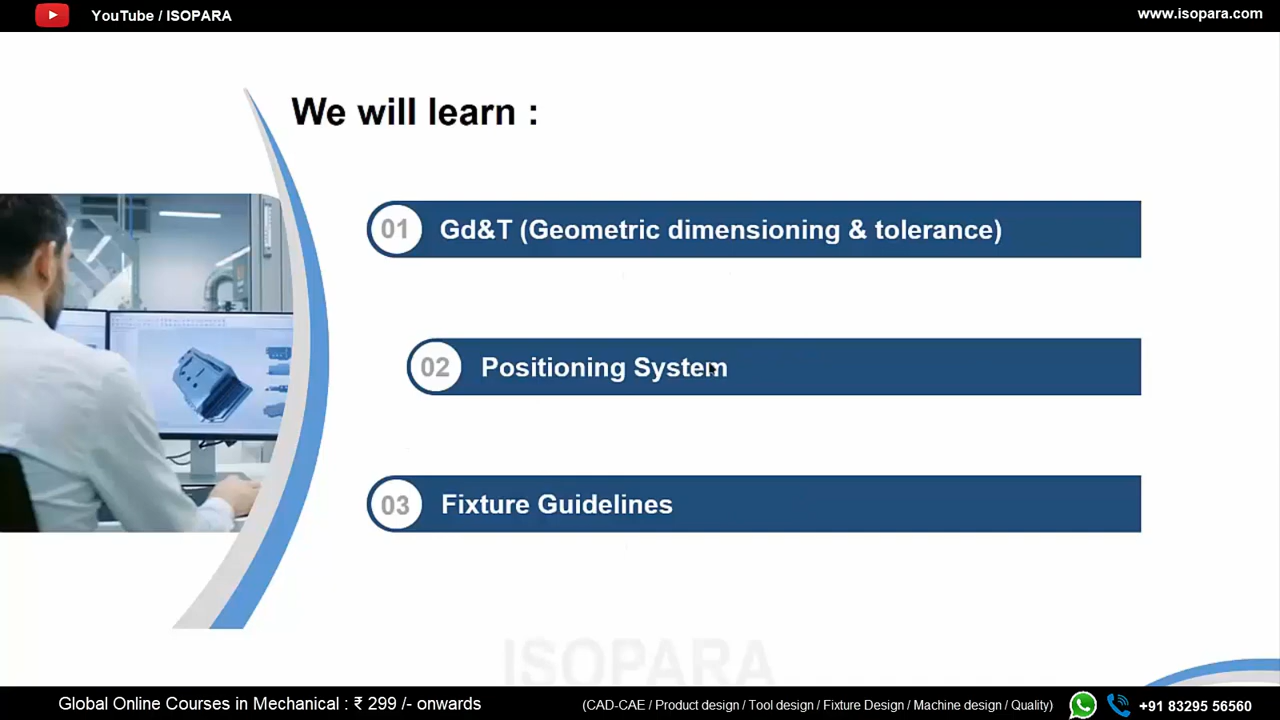 YouTube / ISOPARA
www.isopara.com
We will learn :
01 Gd&T (Geometric dimensioning & tolerance)
02 Positioning System
03 Fixture Guidelines
ISOPARA
Global Online Courses in Mechanical : ₹ 299 /- onwards
(CAD-CAE / Product design / Tool design / Fixture Design / Machine design / Quality)
+91 83295 56560